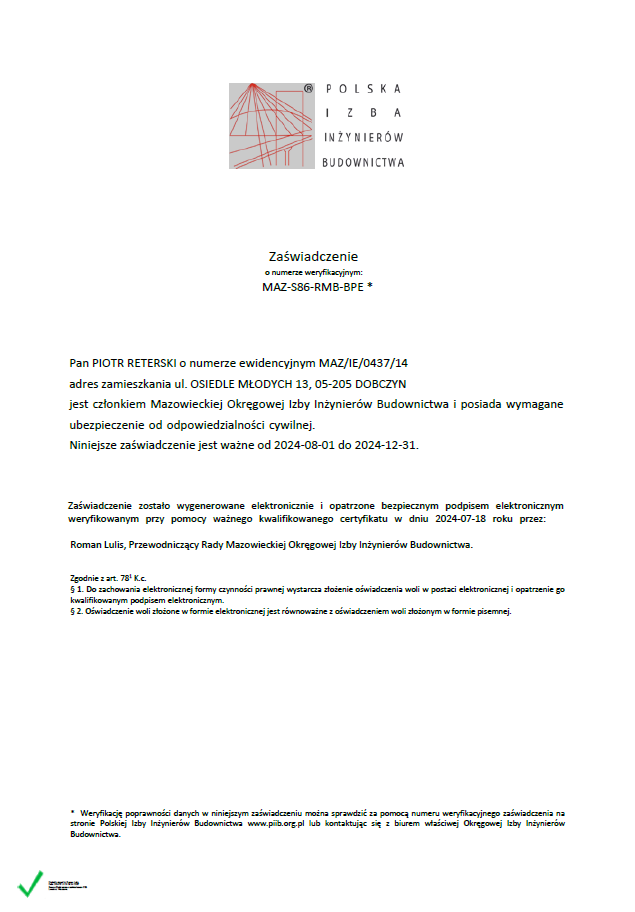 ®
POLSKA
IZBA
INŻYNIERÓW
BUDOWNICTWA
Zaświadczenie
o numerze weryfikacyjnym:
MAZ-S86-RMB-BPE *
Pan PIOTR RETERSKI o numerze ewidencyjnym MAZ/IE/0437/14
adres zamieszkania ul. OSIEDLE MŁODYCH 13, 05-205 DOBCZYN
jest członkiem Mazowieckiej Okręgowej Izby Inżynierów Budownictwa i posiada wymagane
ubezpieczenie od odpowiedzialności cywilnej.
Niniejsze zaświadczenie jest ważne od 2024-08-01 do 2024-12-31.
Zaświadczenie zostało wygenerowane elektronicznie i opatrzone bezpiecznym podpisem elektronicznym
weryfikowanym przy pomocy ważnego kwalifikowanego certyfikatu w dniu 2024-07-18 roku przez:
Roman Lulis, Przewodniczący Rady Mazowieckiej Okręgowej Izby Inżynierów Budownictwa.
Zgodnie z art. 78¹ K.c.
§ 1. Do zachowania elektronicznej formy czynności prawnej wystarcza złożenie oświadczenia woli w postaci elektronicznej i opatrzenie go
kwalifikowanym podpisem elektronicznym.
§ 2. Oświadczenie woli złożone w formie elektronicznej jest równoważne z oświadczeniem woli złożonym w formie pisemnej.
* Weryfikację poprawności danych w niniejszym zaświadczeniu można sprawdzić za pomocą numeru weryfikacyjnego zaświadczenia na
stronie Polskiej Izby Inżynierów Budownictwa www.piib.org.pl lub kontaktując się z biurem właściwej Okręgowej Izby Inżynierów
Budownictwa.